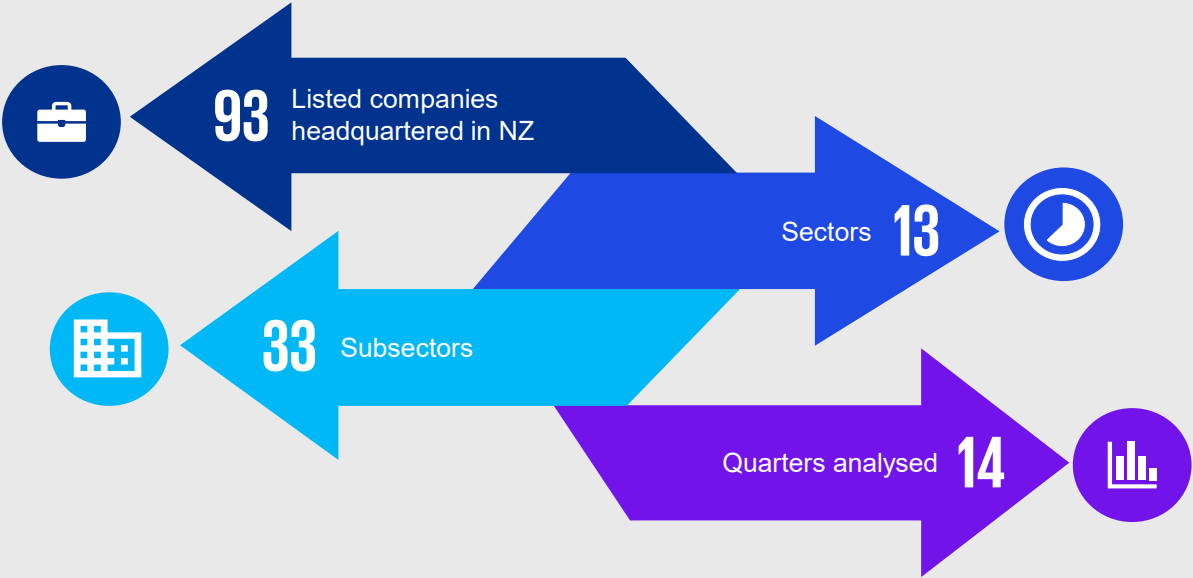 93
Listed companies
headquartered in NZ
Sectors 13
33 Subsectors
Quarters analysed 14